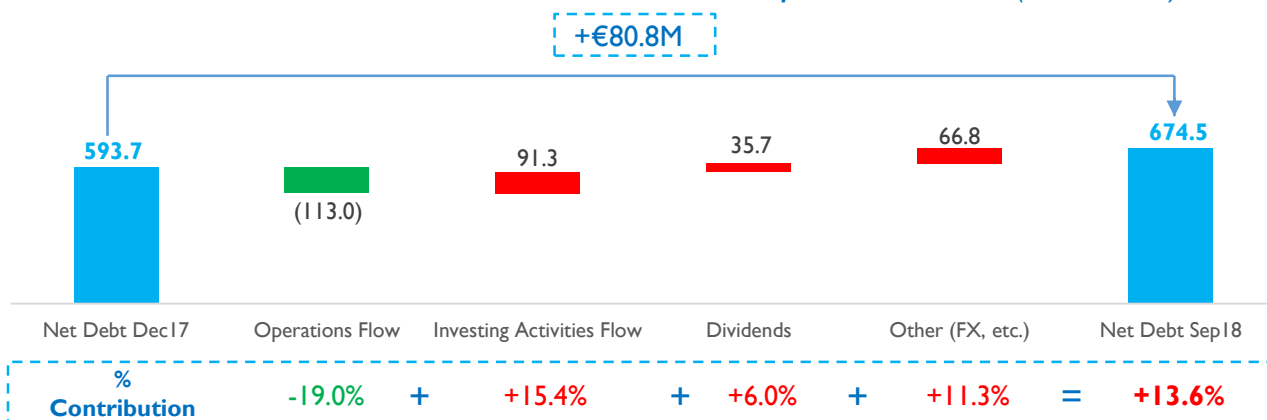 +€80.8M
593.7
(113.0)
91.3
35.7
66.8
674.5
Net Debt Dec17 Operations Flow Investing Activities Flow Dividends Other (FX, etc.) Net Debt Sep18
%
Contribution
-19.0% + +15.4% + +6.0% + +11.3% = +13.6%